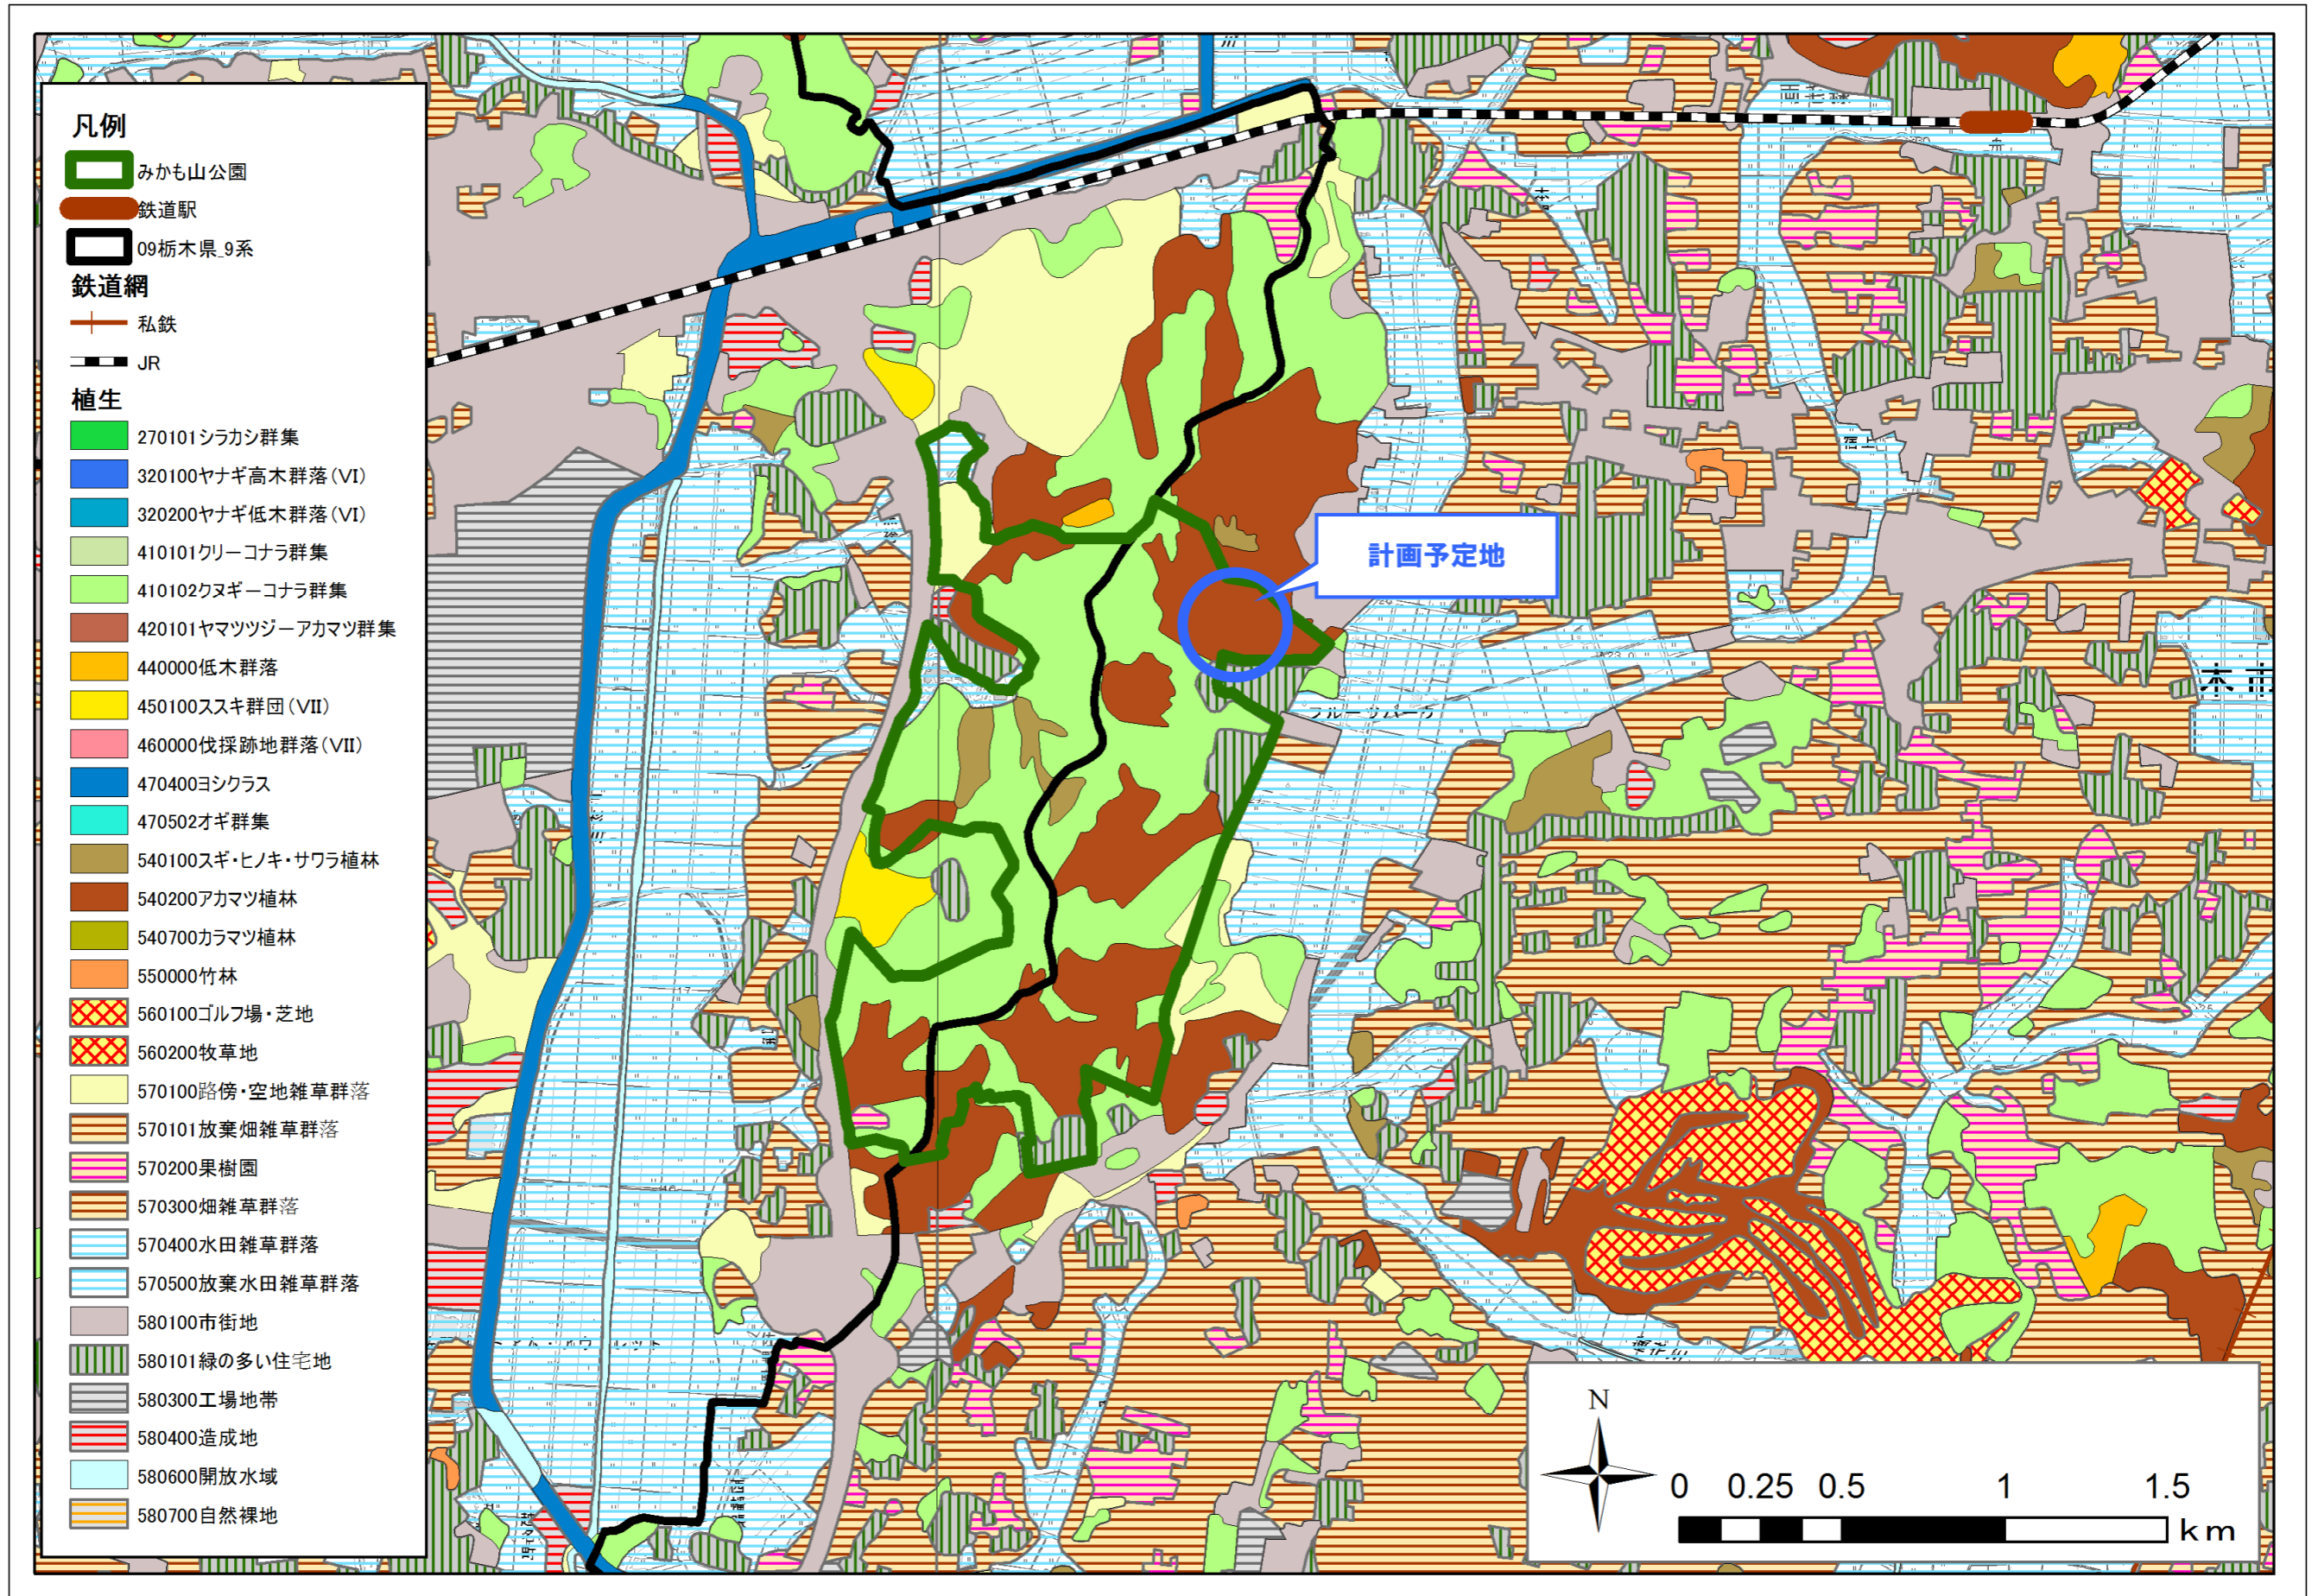 凡例
みかも山公園
鉄道駅
09栃木県_9系
鉄道網
私鉄
JR
植生
270101シラカシ群集
320100ヤナギ高木群落(VI)
320200ヤナギ低木群落(VI)
410101クリーコナラ群集
410102クヌギーコナラ群集
420101ヤマツツジーアカマツ群集
440000低木群落
450100ススキ群団(VII)
460000伐採跡地群落(VII)
470400ヨシクラス
470502オギ群集
540100スギ・ヒノキ・サワラ植林
540200アカマツ植林
540700カラマツ植林
550000竹林
560100ゴルフ場・芝地
560200牧草地
570100路傍・空地雑草群落
570101放棄畑雑草群落
570200果樹園
570300畑雑草群落
570400水田雑草群落
570500放棄水田雑草群落
580100市街地
580101緑の多い住宅地
580300工場地帯
580400造成地
580600開放水域
580700自然裸地
計画予定地
フルーツパーク
木市
N
0 0.25 0.5 1 1.5
km